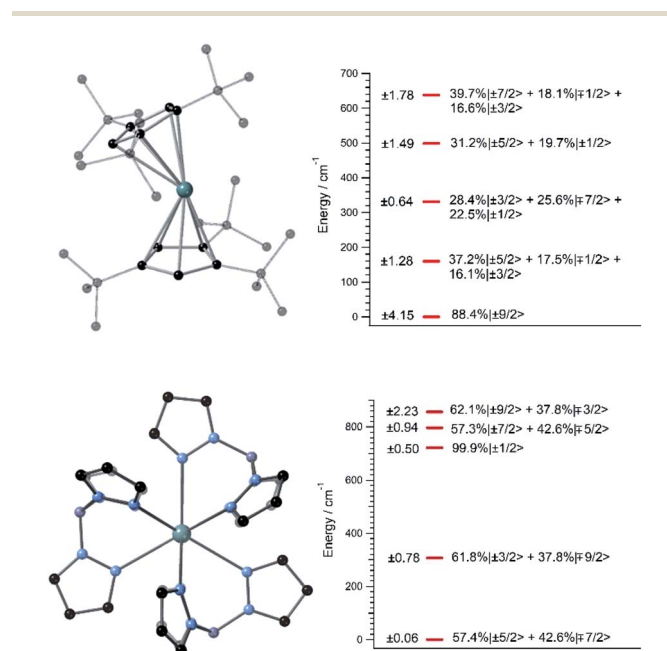 700
600
500
400
300
200
100
0
Energy / cm-1
±1.78 39.7%|±7/2> + 18.1%|∓1/2> +
16.6%|±3/2>
±1.49 31.2%|±5/2> + 19.7%|±1/2>
±0.64 28.4%|±3/2> + 25.6%|∓7/2> +
22.5%|±1/2>
±1.28 37.2%|±5/2> + 17.5%|∓1/2> +
16.1%|±3/2>
±4.15 88.4%|±9/2>
800
600
400
200
0
Energy / cm-1
±2.23 62.1%|±9/2> + 37.8%|∓3/2>
±0.94 57.3%|±7/2> + 42.6%|∓5/2>
±0.50 99.9%|±1/2>
±0.78 61.8%|±3/2> + 37.8%|∓9/2>
±0.06 57.4%|±5/2> + 42.6%|∓7/2>